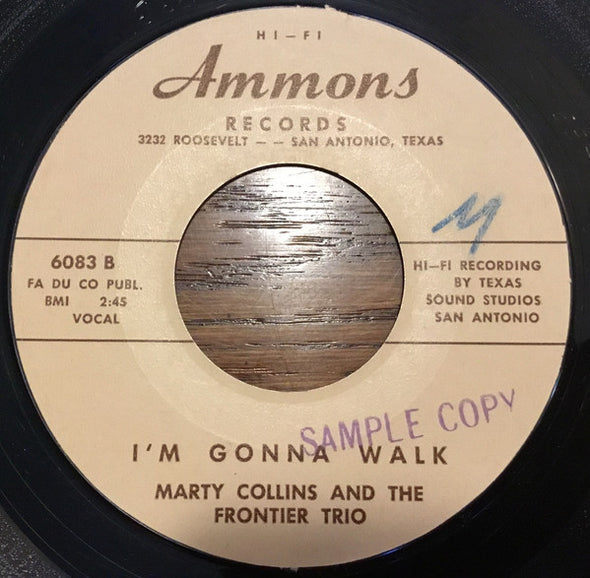 HI-FI
Ammons
RECORDS
3232 ROOSEVELT -- SAN ANTONIO, TEXAS
6083 B
FA DU CO PUBL.
BMI 2:45
VOCAL
HI-FI RECORDING
BY TEXAS
SOUND STUDIOS
SAN ANTONIO
SAMPLE COPY
I'M GONNA WALK
MARTY COLLINS AND THE
FRONTIER TRIO